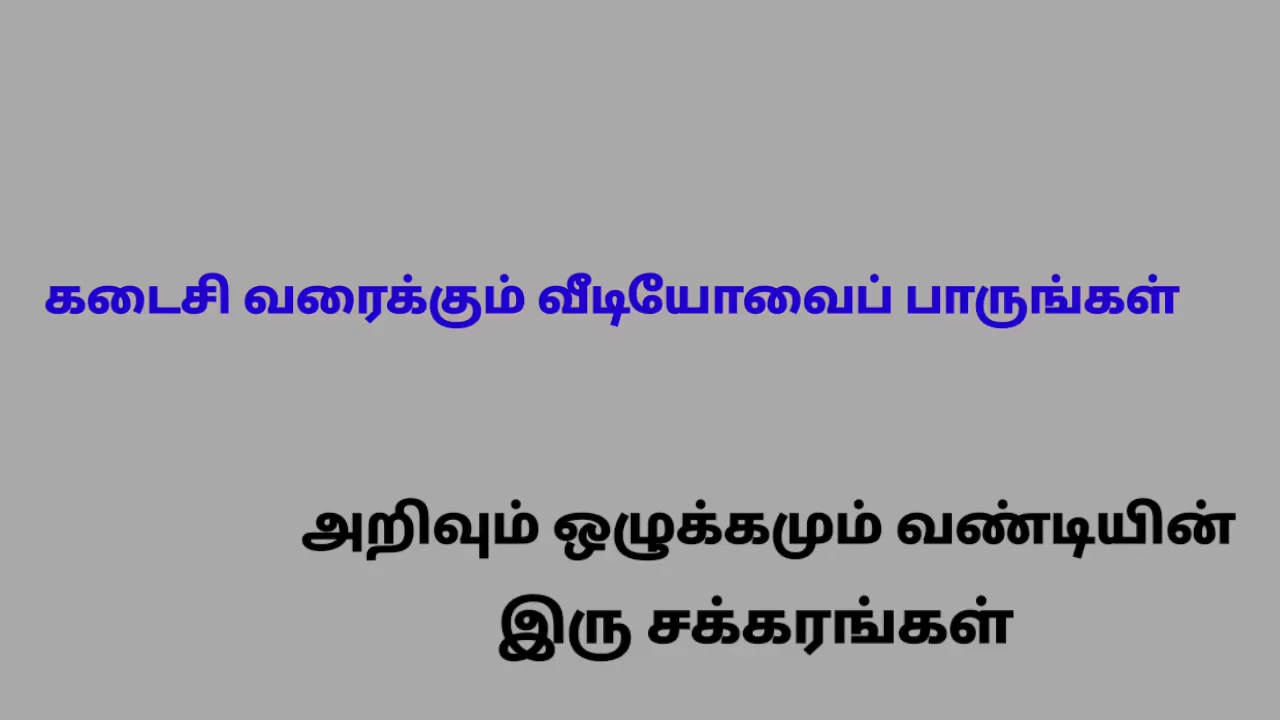 கடைசி வரைக்கும் வீடியோவைப் பாருங்கள்
அறிவும் ஒழுக்கமும் வண்டியின்
இரு சக்கரங்கள்